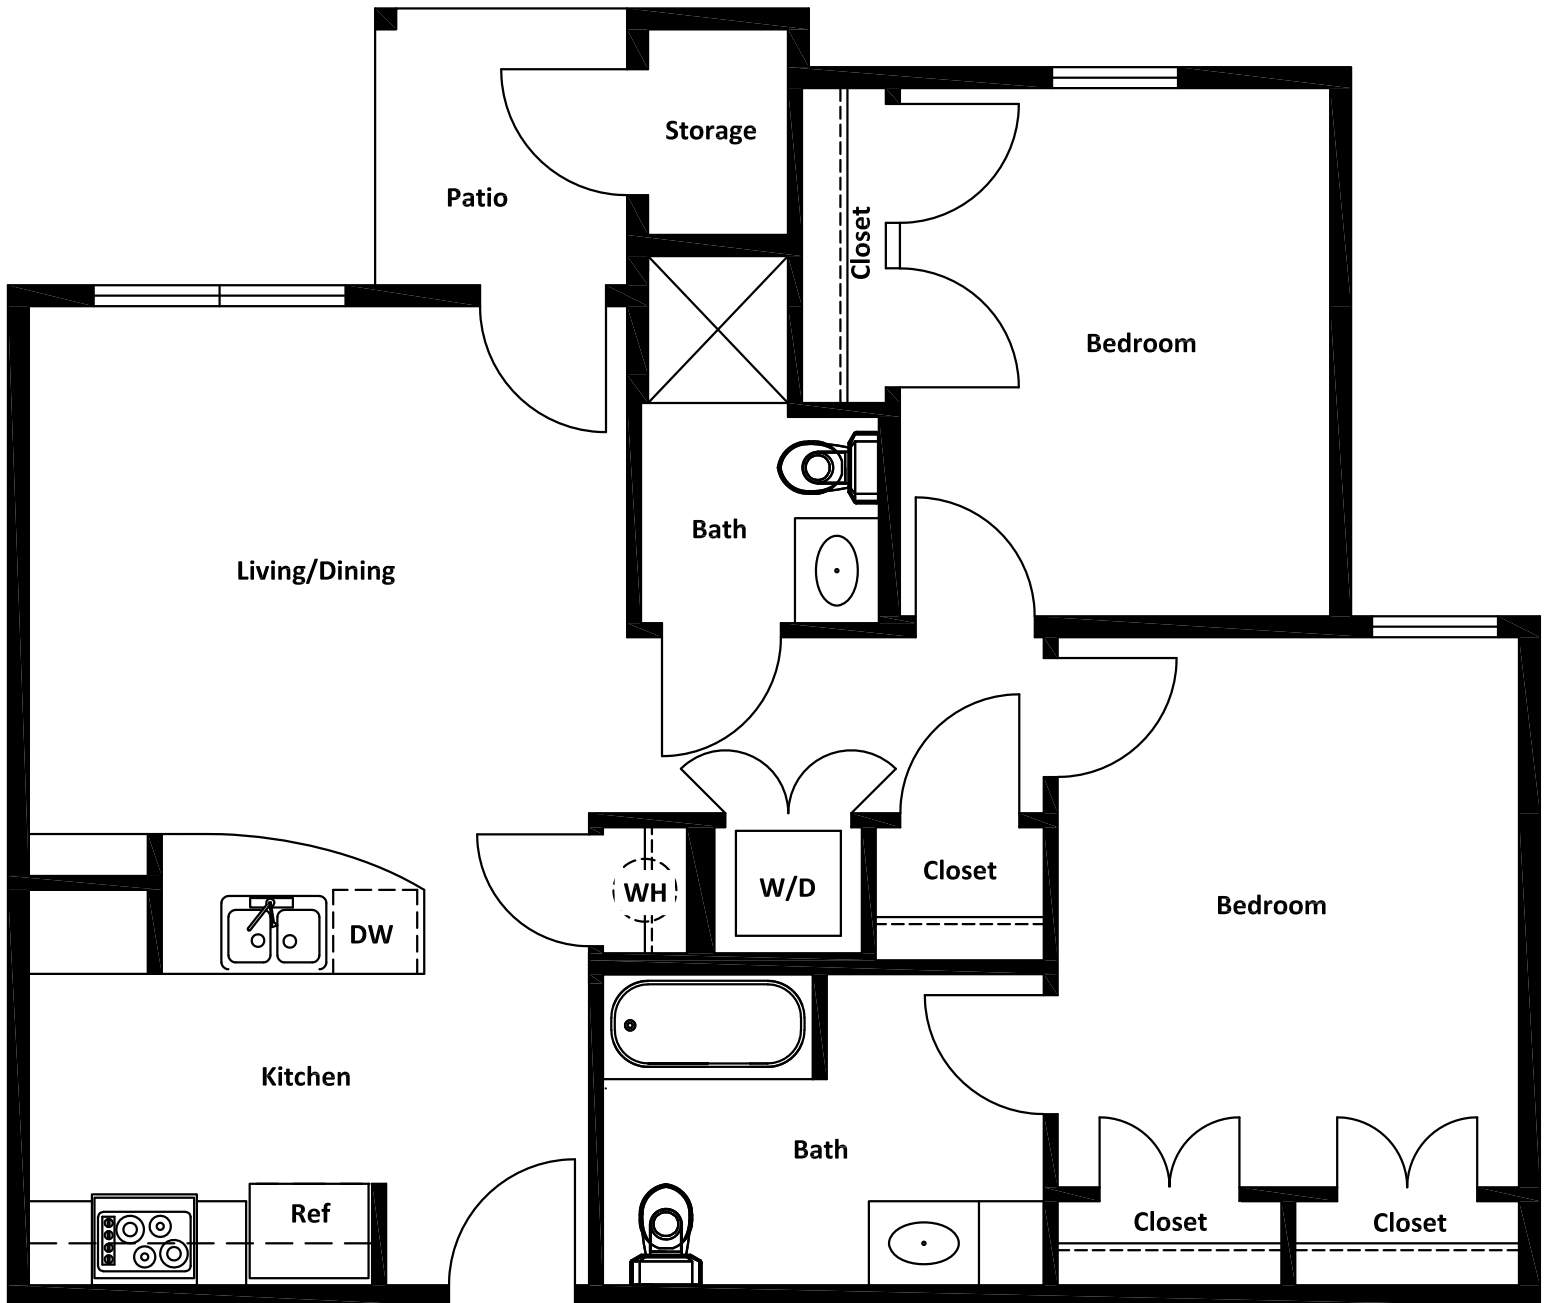 Storage
Patio
Closet
Bedroom
Bath
Living/Dining
Closet
W/D
WH
Bedroom
DW
Kitchen
Bath
Ref
Closet
Closet